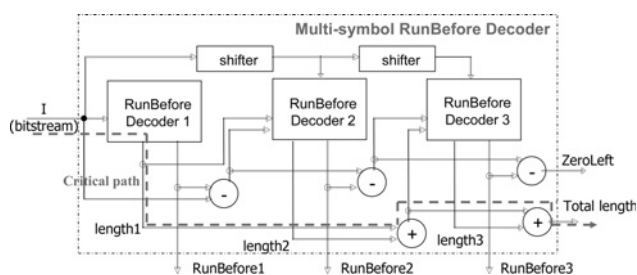 Multi-symbol RunBefore Decoder
shifter
shifter
RunBefore
Decoder 1
RunBefore
Decoder 2
RunBefore
Decoder 3
I
(bitstream)
Critical path
-
-
-
ZeroLeft
Total length
+
+
length1
length2
length3
RunBefore1
RunBefore2
RunBefore3